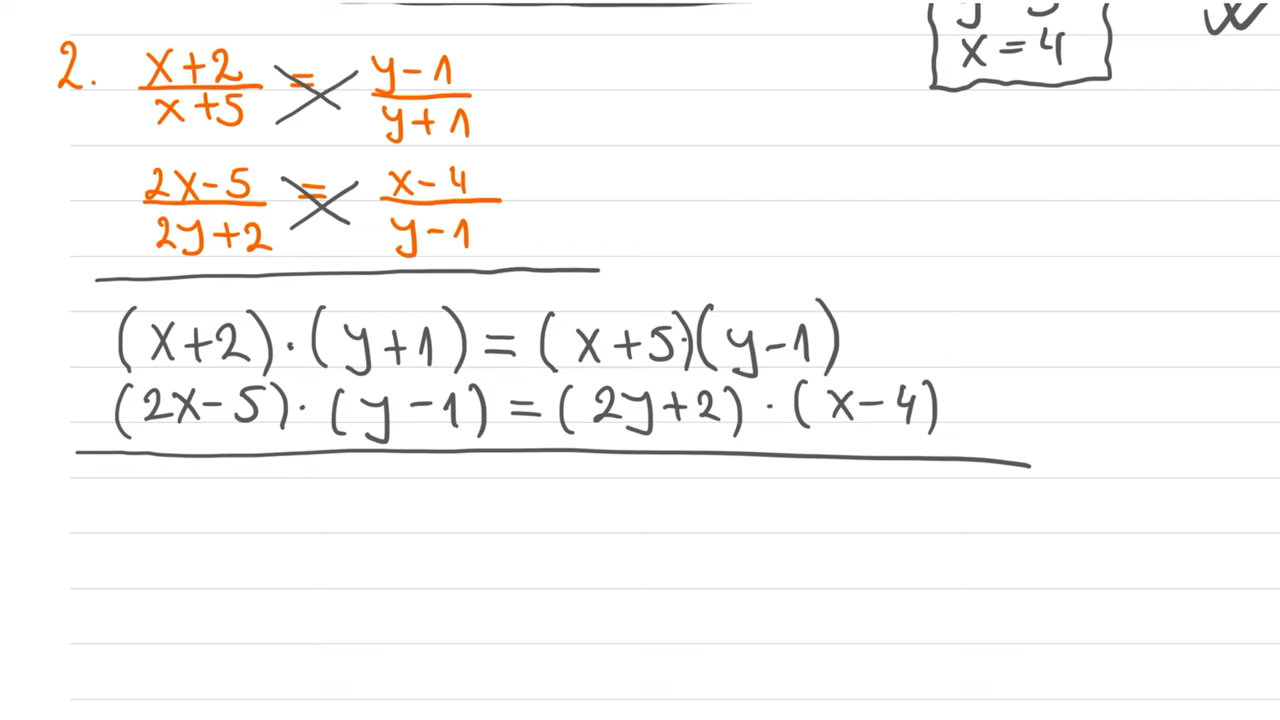 x = 4
2. x+2 / x+5 = y-1 / y+1
2x-5 / 2y+2 = x-4 / y-1
(x+2)·(y+1) = (x+5)·(y-1)
(2x-5)·(y-1) = (2y+2)·(x-4)